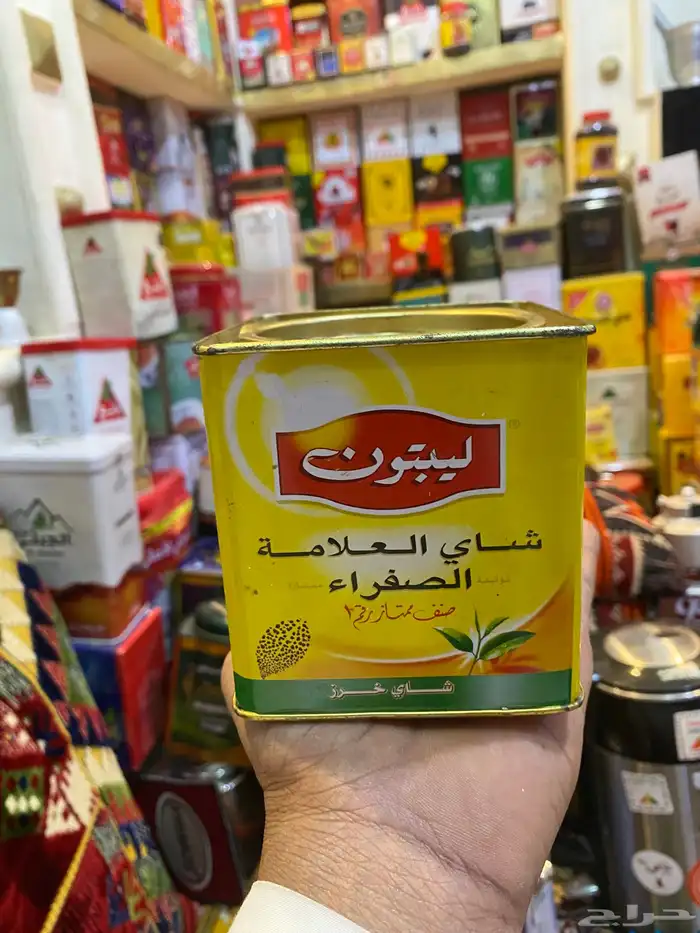 ليبتون
شاي العلامة
الصفراء
صنف ممتاز رقم ١
شاي خرز
حراج